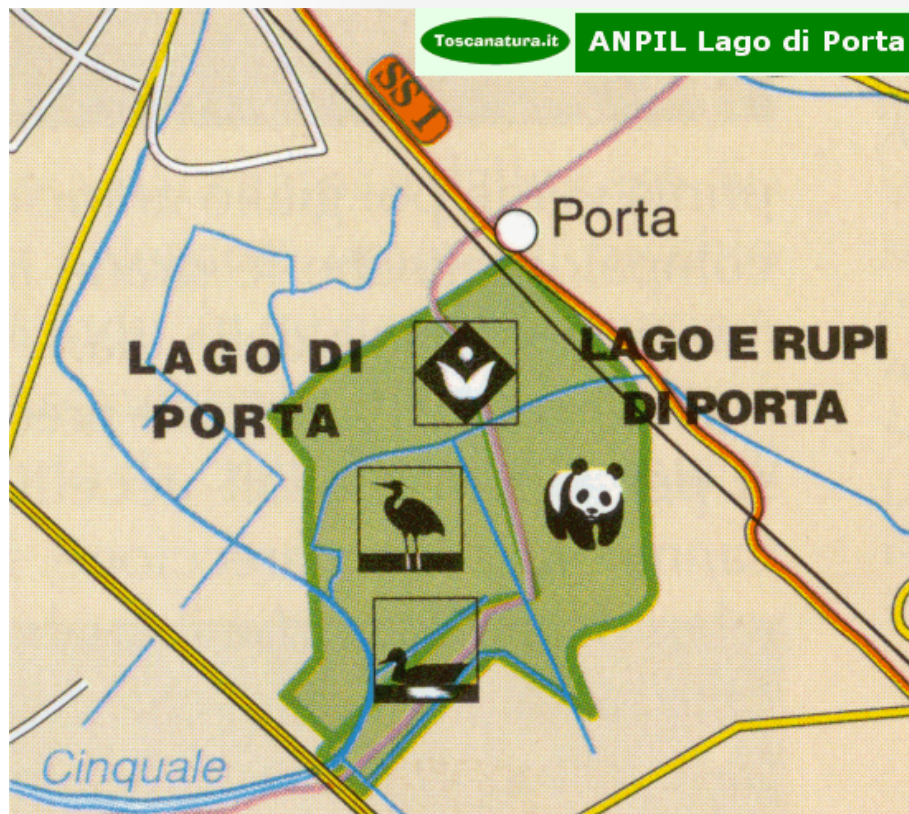 Toscanatura.it
ANPIL Lago di Porta
SS 1
Porta
LAGO DI
PORTA
LAGO E RUPI
DI PORTA
Cinquale